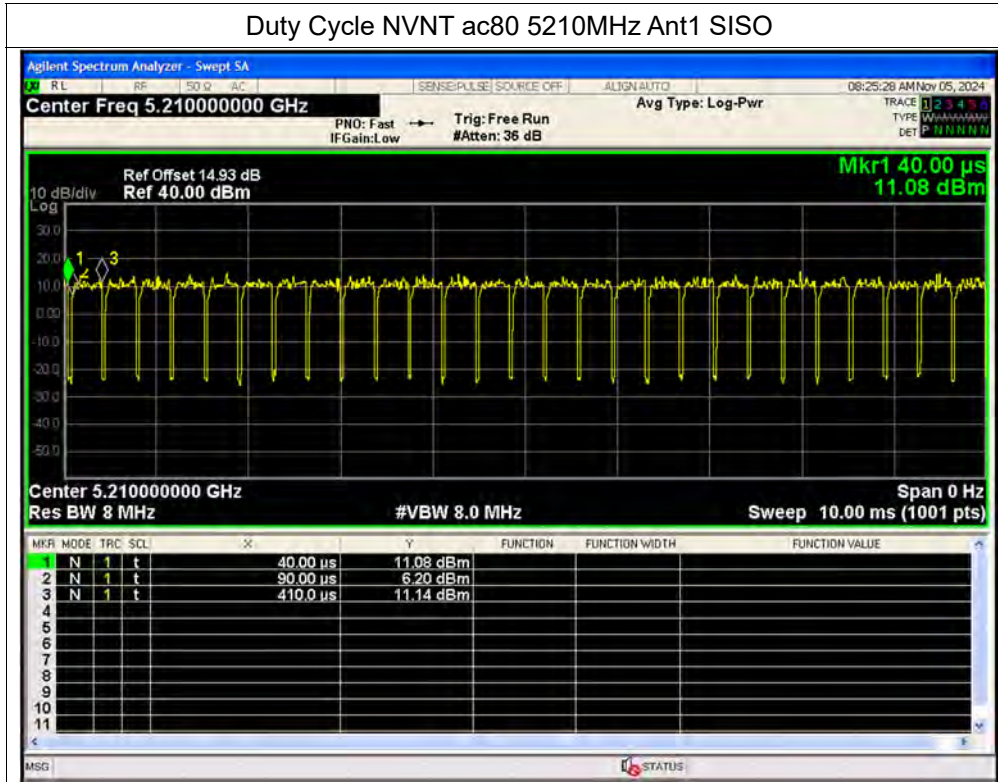 Duty Cycle NVNT ac80 5210MHz Ant1 SISO
Agilent Spectrum Analyzer - Swept SA
RL RF 50 Ω AC SENSE:PULSE SOURCE OFF ALIGN AUTO 08:25:28 AM Nov 05, 2024
Center Freq 5.210000000 GHz Avg Type: Log-Pwr TRACE 1 2 3 4 5 6
PNO: Fast Trig: Free Run TYPE W
IFGain:Low #Atten: 36 dB DET P N N N N N
Mkr1 40.00 µs
11.08 dBm
Ref Offset 14.93 dB
10 dB/div Ref 40.00 dBm
Log
30.0
20.0
10.0
0.00
-10.0
-20.0
-30.0
-40.0
-50.0
1 2 3
Center 5.210000000 GHz Span 0 Hz
Res BW 8 MHz #VBW 8.0 MHz Sweep 10.00 ms (1001 pts)
MKR MODE TRC SCL X Y FUNCTION FUNCTION WIDTH FUNCTION VALUE
1 N 1 t 40.00 µs 11.08 dBm
2 N 1 t 90.00 µs 6.20 dBm
3 N 1 t 410.0 µs 11.14 dBm
4
5
6
7
8
9
10
11
MSG STATUS